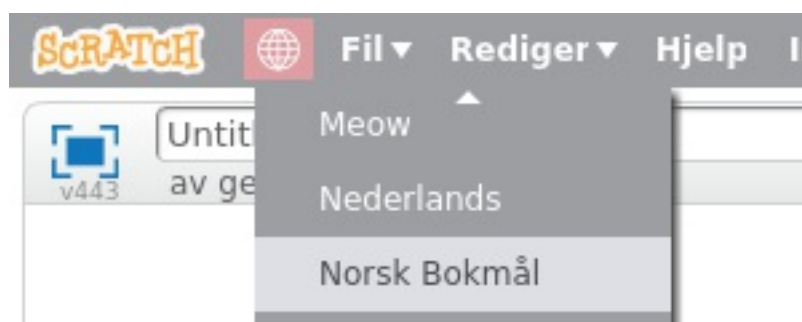 SCRATCH Fil Rediger Hjelp
Meow
Untit
v443 av ge
Nederlands
Norsk Bokmål